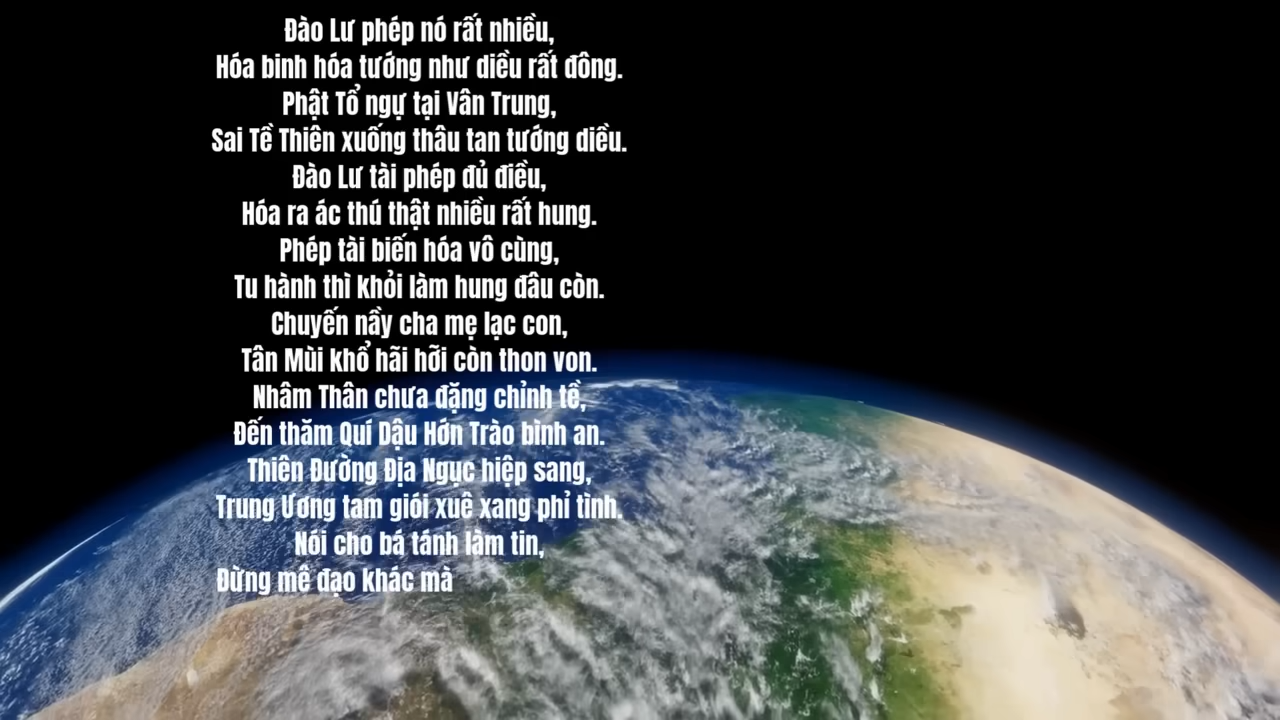 Đào Lư phép nó rất nhiều,
Hóa binh hóa tướng như diều rất đông.
Phật Tổ ngự tại Vân Trung,
Sai Tề Thiên xuống thâu tan tướng diều.
Đào Lư tài phép đủ điều,
Hóa ra ác thú thật nhiều rất hung.
Phép tài biến hóa vô cùng,
Tu hành thì khỏi làm hung đâu còn.
Chuyến nầy cha mẹ lạc con,
Tân Mùi khổ hãi hỡi còn thon von.
Nhâm Thân chưa đặng chỉnh tề,
Đến thăm Quí Dậu Hớn Trào bình an.
Thiên Đường Địa Ngục hiệp sang,
Trung Ương tam giói xuê xang phỉ tình.
Nói cho bá tánh làm tin,
Đừng mê đạo khác mà